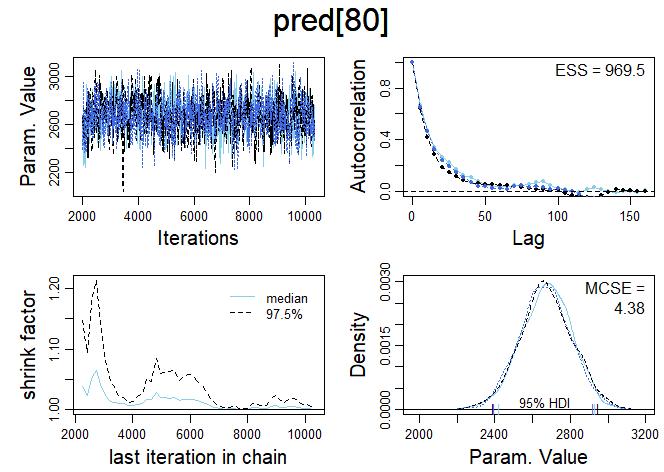 pred[80]
Param. Value
2200 2600 3000
2000 4000 6000 8000 10000
Iterations
Autocorrelation
0.0 0.4 0.8
ESS = 969.5
0 50 100 150
Lag
shrink factor
1.00 1.10 1.20
median
97.5%
2000 4000 6000 8000 10000
last iteration in chain
Density
0.0000 0.0015 0.0030
MCSE =
4.38
95% HDI
2000 2400 2800 3200
Param. Value